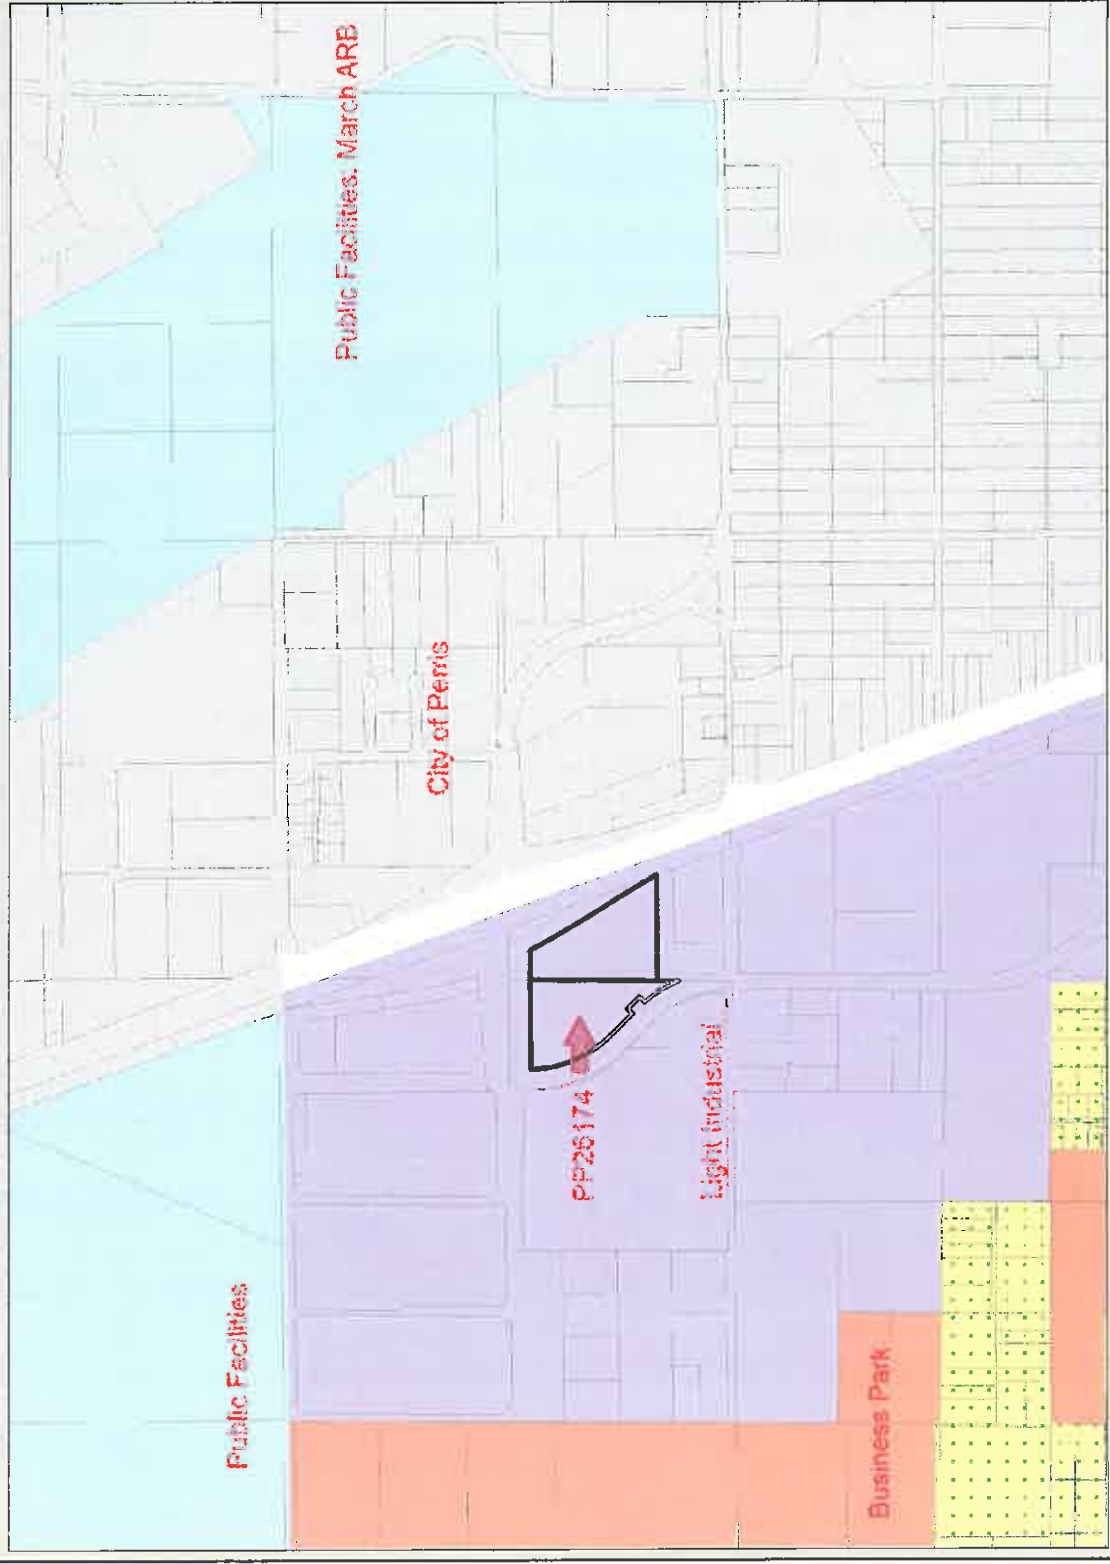 Public Facilities
Public Facilities, March ARB
City of Perris
PP26174
Light Industrial
Business Park